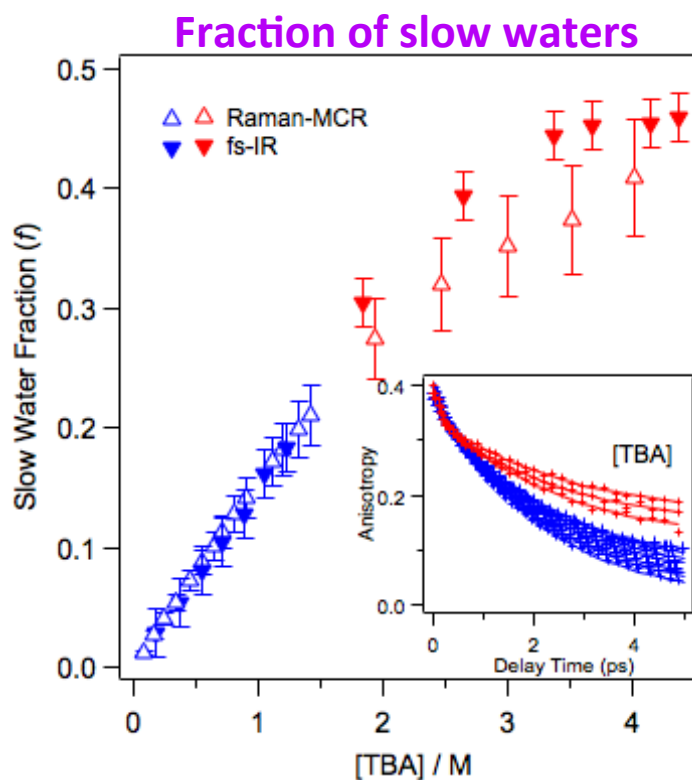 Fraction of slow waters
0.5
0.4
0.3
0.2
0.1
0.0
Slow Water Fraction (f)
Raman-MCR
fs-IR
0.4
0.2
0.0
Anisotropy
[TBA]
0 2 4
Delay Time (ps)
0 1 2 3 4
[TBA] / M